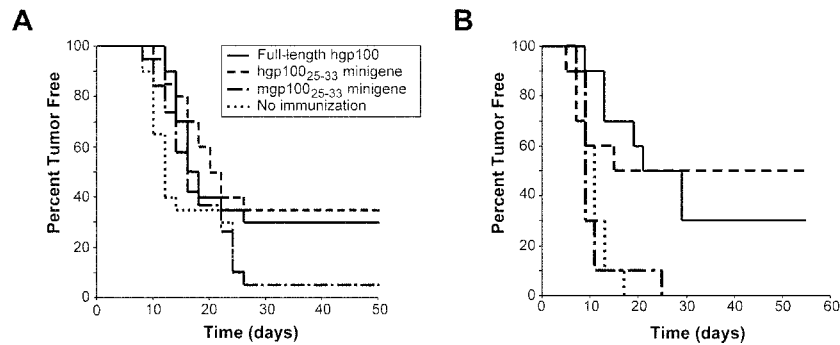 A
Percent Tumor Free
100
80
60
40
20
0
0
10
20
30
40
50
Time (days)
Full-length hgp100
hgp100₂₅₋₃₃ minigene
mgp100₂₅₋₃₃ minigene
No immunization
B
Percent Tumor Free
100
80
60
40
20
0
0
10
20
30
40
50
60
Time (days)